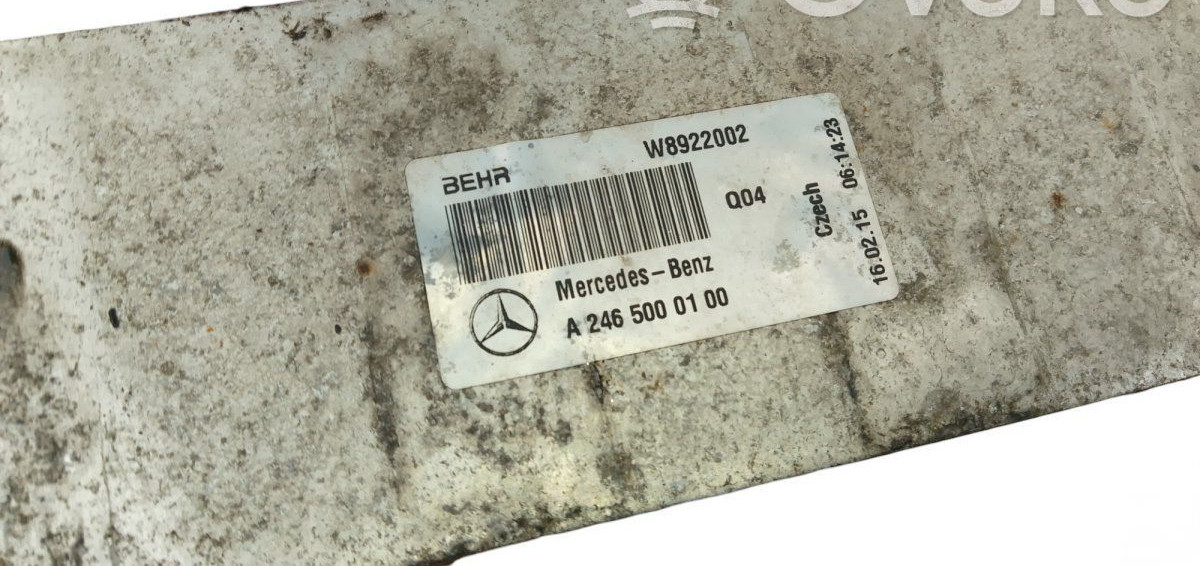 W8922002
BEHR
Q04
Mercedes-Benz
A 246 500 01 00
Czech
16.02.15 06:14:23